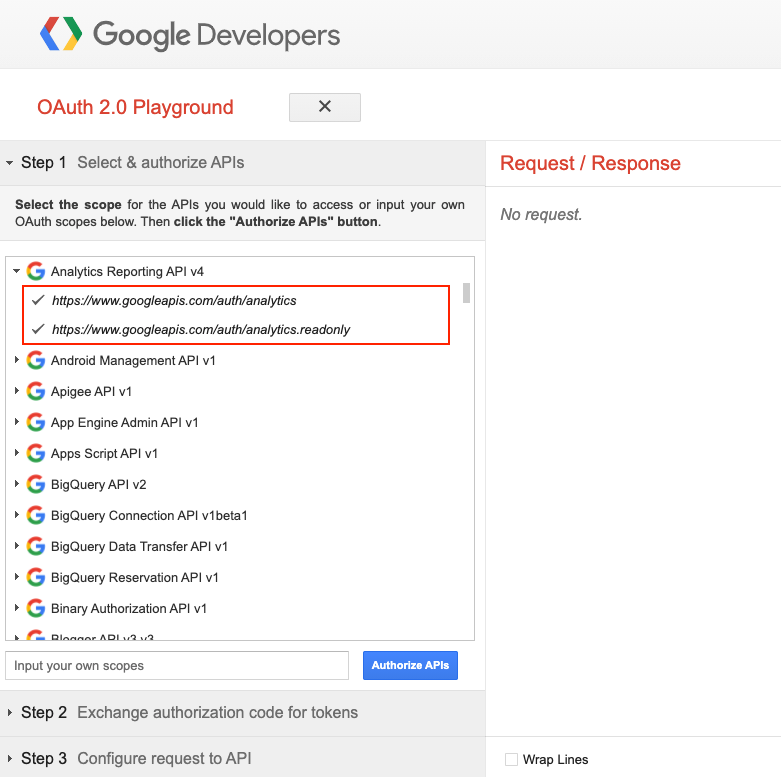 Google Developers
OAuth 2.0 Playground
Step 1 Select & authorize APIs
Select the scope for the APIs you would like to access or input your own
OAuth scopes below. Then click the "Authorize APIs" button.
Analytics Reporting API v4
https://www.googleapis.com/auth/analytics
https://www.googleapis.com/auth/analytics.readonly
Android Management API v1
Apigee API v1
App Engine Admin API v1
Apps Script API v1
BigQuery API v2
BigQuery Connection API v1beta1
BigQuery Data Transfer API v1
BigQuery Reservation API v1
Binary Authorization API v1
Blogger API v3 v3
Input your own scopes
Authorize APIs
Step 2 Exchange authorization code for tokens
Step 3 Configure request to API
Request / Response
No request.
Wrap Lines